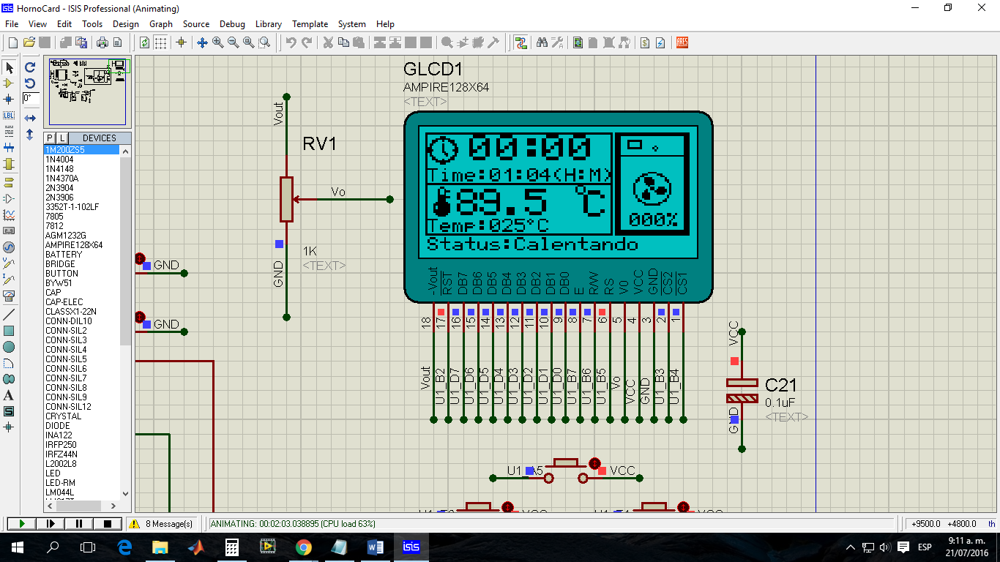 HornoCard - ISIS Professional (Animating)
File View Edit Tools Design Graph Source Debug Library Template System Help
0°
P L DEVICES
1M200ZS5
1N4004
1N4148
1N4370A
2N3904
2N3906
3352T-1-102LF
7805
7812
AGM1232G
AMPIRE128X64
BATTERY
BRIDGE
BUTTON
BYW51
CAP
CAP-ELEC
CLASSX1-22N
CONN-DIL10
CONN-SIL2
CONN-SIL3
CONN-SIL4
CONN-SIL5
CONN-SIL6
CONN-SIL7
CONN-SIL8
CONN-SIL9
CONN-SIL12
CRYSTAL
DIODE
INA122
IRFP250
IRFZ44N
L2002L8
LED
LED-RM
LM044L
GLCD1
AMPIRE128X64
<TEXT>
Vout
RV1
Vo
1K
<TEXT>
GND
GND
GND
00:00
Time:01:04(H:M)
89.5 °C
Temp:025°C
000%
Status:Calentando
-Vout RST DB7 DB6 DB5 DB4 DB3 DB2 DB1 DB0 E R/W RS V0 VCC GND CS2 CS1
18 17 16 15 14 13 12 11 10 9 8 7 6 5 4 3 2 1
Vout U1_B2 U1_D7 U1_D6 U1_D5 U1_D4 U1_D3 U1_D2 U1_D1 U1_D0 U1_B7 U1_B6 U1_B5 Vo VCC GND U1_B3 U1_B4
VCC
C21
0.1uF
<TEXT>
GND
U1_A5 VCC
VCC VCC
8 Message(s) ANIMATING: 00:02:03.038895 (CPU load 63%) +9500.0 +4800.0 th
LBL
A
S
ARES
isis
ESP
9:11 a. m.
21/07/2016